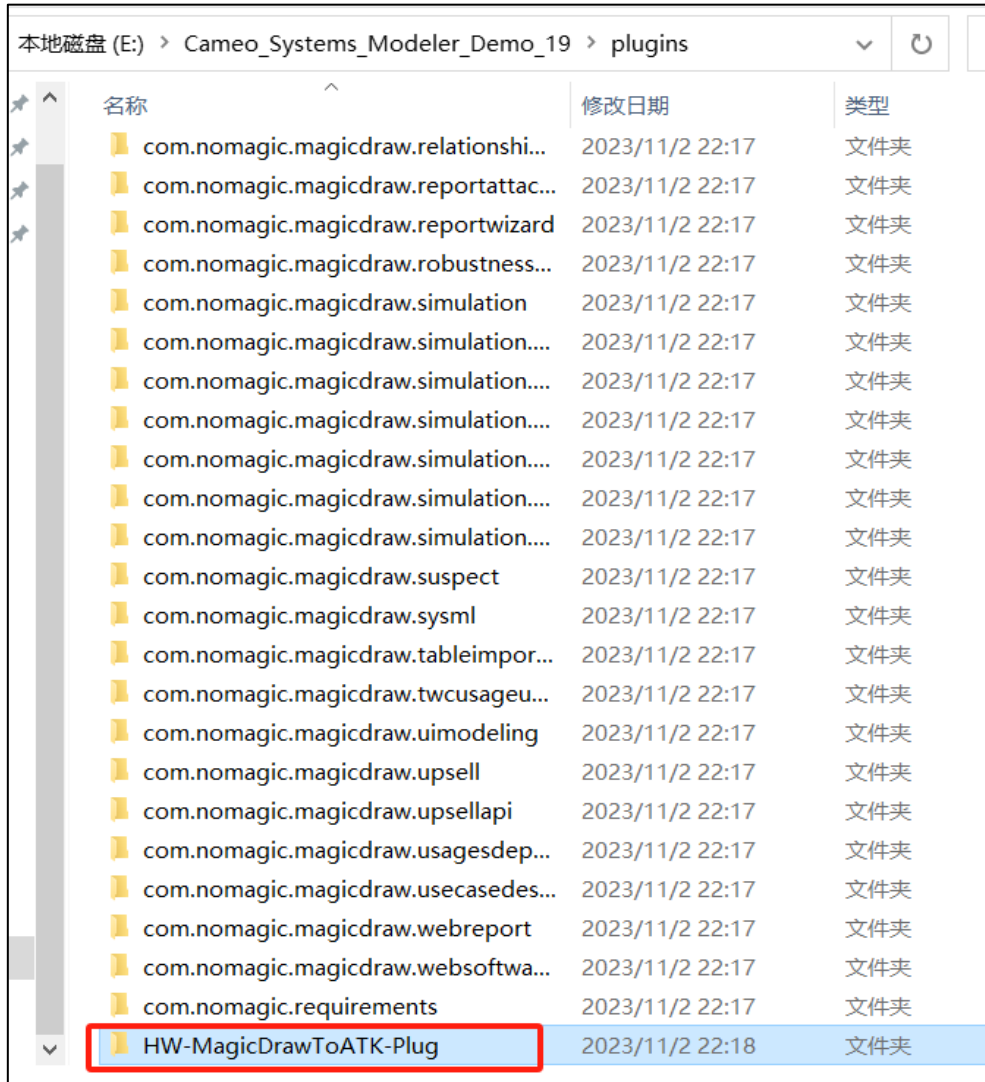 本地磁盘 (E:) > Cameo_Systems_Modeler_Demo_19 > plugins
名称 修改日期 类型
com.nomagic.magicdraw.relationshi... 2023/11/2 22:17 文件夹
com.nomagic.magicdraw.reportattac... 2023/11/2 22:17 文件夹
com.nomagic.magicdraw.reportwizard 2023/11/2 22:17 文件夹
com.nomagic.magicdraw.robustness... 2023/11/2 22:17 文件夹
com.nomagic.magicdraw.simulation 2023/11/2 22:17 文件夹
com.nomagic.magicdraw.simulation.... 2023/11/2 22:17 文件夹
com.nomagic.magicdraw.simulation.... 2023/11/2 22:17 文件夹
com.nomagic.magicdraw.simulation.... 2023/11/2 22:17 文件夹
com.nomagic.magicdraw.simulation.... 2023/11/2 22:17 文件夹
com.nomagic.magicdraw.simulation.... 2023/11/2 22:17 文件夹
com.nomagic.magicdraw.simulation.... 2023/11/2 22:17 文件夹
com.nomagic.magicdraw.suspect 2023/11/2 22:17 文件夹
com.nomagic.magicdraw.sysml 2023/11/2 22:17 文件夹
com.nomagic.magicdraw.tableimpor... 2023/11/2 22:17 文件夹
com.nomagic.magicdraw.twcusageu... 2023/11/2 22:17 文件夹
com.nomagic.magicdraw.uimodeling 2023/11/2 22:17 文件夹
com.nomagic.magicdraw.upsell 2023/11/2 22:17 文件夹
com.nomagic.magicdraw.upsellapi 2023/11/2 22:17 文件夹
com.nomagic.magicdraw.usagesdep... 2023/11/2 22:17 文件夹
com.nomagic.magicdraw.usecasedes... 2023/11/2 22:17 文件夹
com.nomagic.magicdraw.webreport 2023/11/2 22:17 文件夹
com.nomagic.magicdraw.websoftwa... 2023/11/2 22:17 文件夹
com.nomagic.requirements 2023/11/2 22:17 文件夹
HW-MagicDrawToATK-Plug 2023/11/2 22:18 文件夹